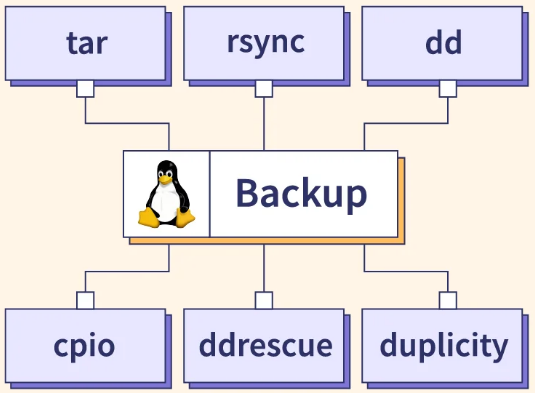 tar
rsync
dd
Backup
cpio
ddrescue
duplicity